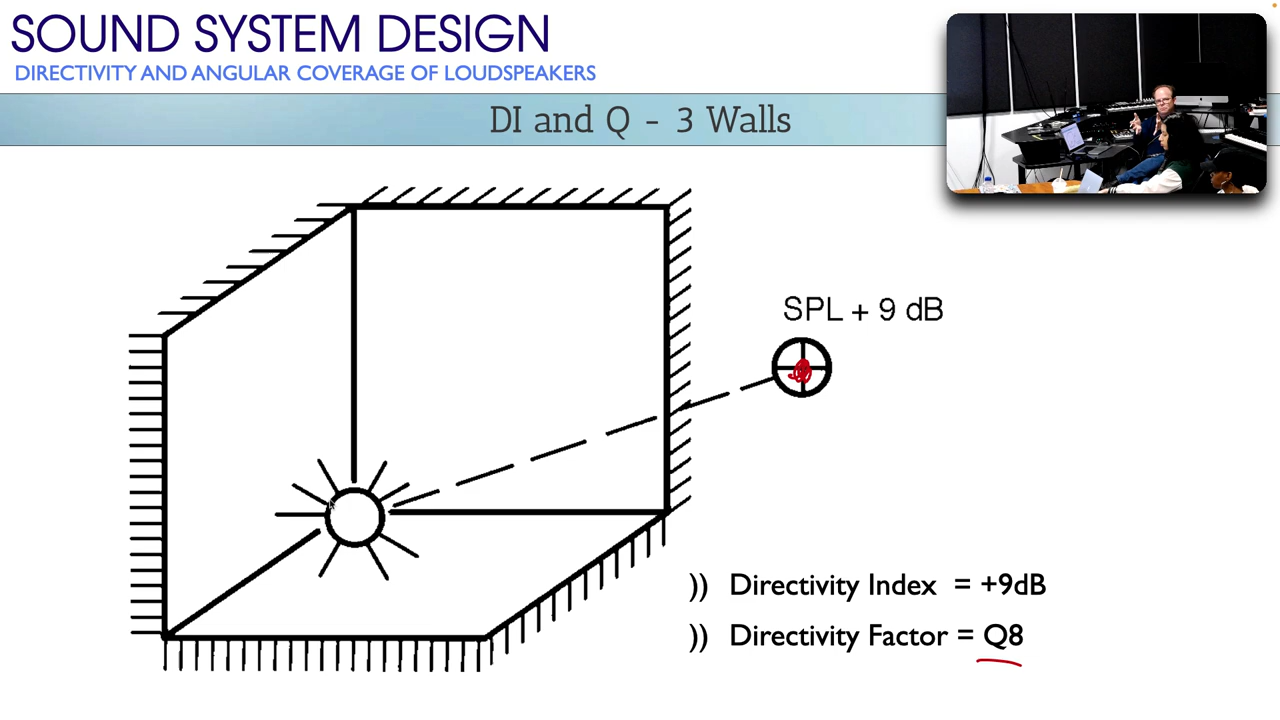 SOUND SYSTEM DESIGN
DIRECTIVITY AND ANGULAR COVERAGE OF LOUDSPEAKERS
DI and Q - 3 Walls
SPL + 9 dB
)) Directivity Index = +9dB
)) Directivity Factor = Q8